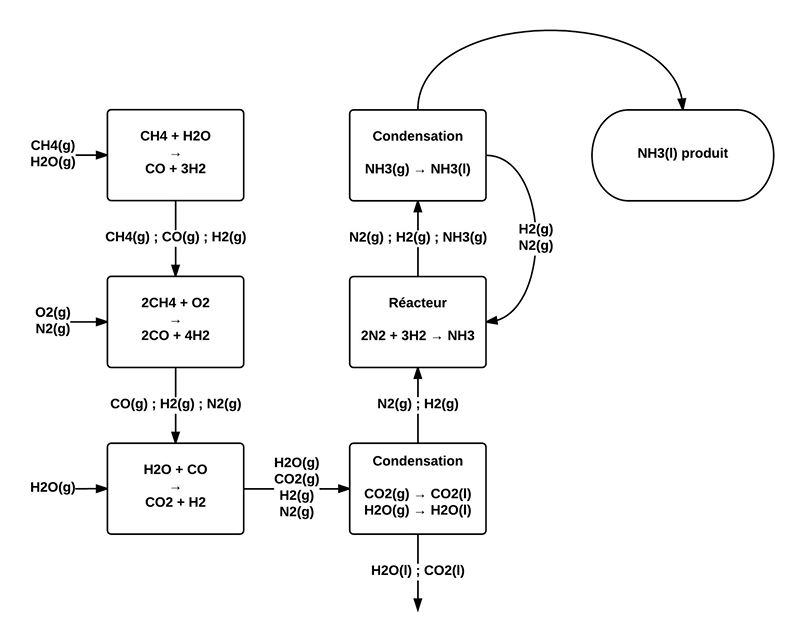 CH4(g)
H2O(g)
CH4 + H2O
→
CO + 3H2
CH4(g) ; CO(g) ; H2(g)
O2(g)
N2(g)
2CH4 + O2
→
2CO + 4H2
CO(g) ; H2(g) ; N2(g)
H2O(g)
H2O + CO
→
CO2 + H2
H2O(g)
CO2(g)
H2(g)
N2(g)
Condensation
CO2(g) → CO2(l)
H2O(g) → H2O(l)
H2O(l) ; CO2(l)
N2(g) ; H2(g)
Réacteur
2N2 + 3H2 → NH3
N2(g) ; H2(g) ; NH3(g)
H2(g)
N2(g)
Condensation
NH3(g) → NH3(l)
NH3(l) produit